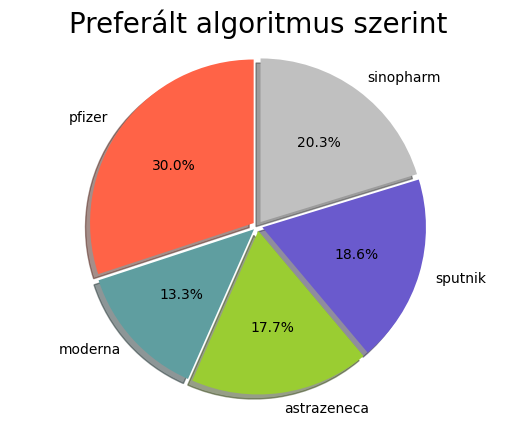 Preferált algoritmus szerint
sinopharm
pfizer
20.3%
30.0%
18.6%
sputnik
13.3%
17.7%
moderna
astrazeneca